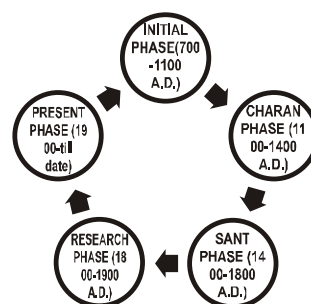 INITIAL
PHASE(700
-1100
A.D.)
CHARAN
PHASE (11
00-1400
A.D.)
SANT
PHASE (14
00-1800
A.D.)
RESEARCH
PHASE (18
00-1900
A.D.)
PRESENT
PHASE (19
00-till
date)